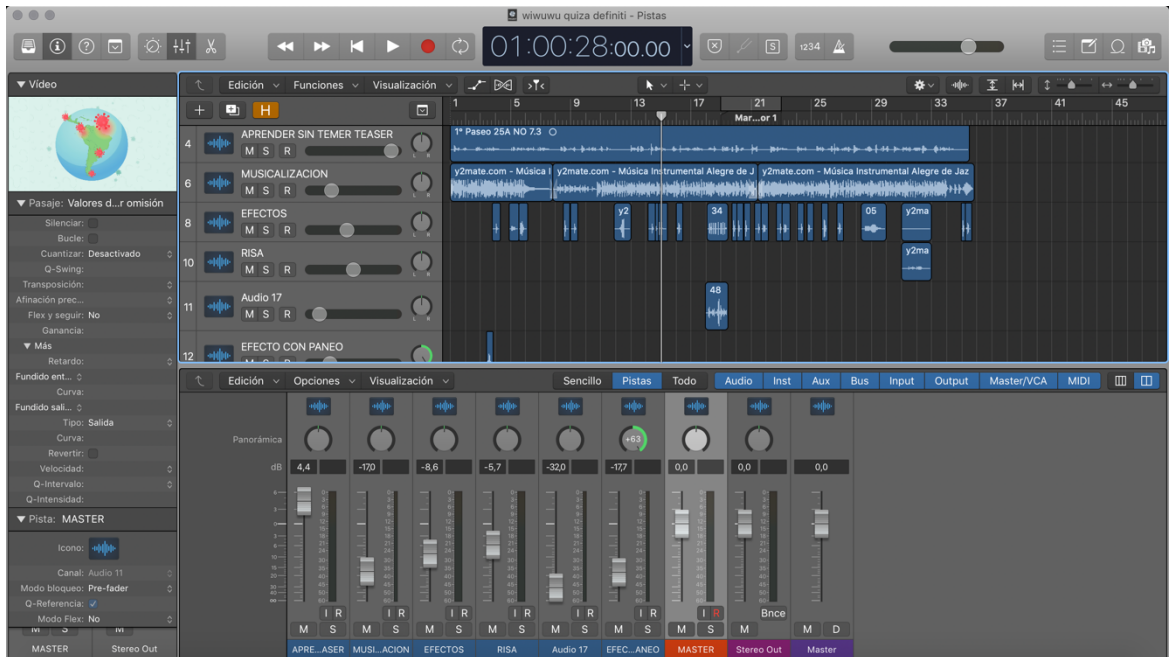 wiwuwu quiza definiti - Pistas
01:00:28:00.00
S
1234
Vídeo
Pasaje: Valores d...r omisión
Silenciar:
Bucle:
Cuantizar: Desactivado
Q-Swing:
Transposición:
Afinación prec...
Flex y seguir: No
Ganancia:
Más
Retardo:
Fundido ent...
Curva:
Fundido sali...
Tipo: Salida
Curva:
Revertir:
Velocidad:
Q-Intervalo:
Q-Intensidad:
Pista: MASTER
Icono:
Canal: Audio 11
Modo bloqueo: Pre-fader
Q-Referencia:
Modo Flex: No
M S M
MASTER Stereo Out
Edición Funciones Visualización
H
1 5 9 13 17 21 25 29 33 37 41 45
Mar...or 1
4 APRENDER SIN TEMER TEASER
M S R L R
1ª Paseo 25A NO 7.3
6 MUSICALIZACION
M S R L R
y2mate.com - Música I y2mate.com - Música Instrumental Alegre de J y2mate.com - Música Instrumental Alegre de Jaz
8 EFECTOS
M S R L R
y2 34 05 y2ma
10 RISA
M S R L R
y2ma
11 Audio 17
M S R L R
48
12 EFECTO CON PANEO
M S R
Edición Opciones Visualización Sencillo Pistas Todo Audio Inst Aux Bus Input Output Master/VCA MIDI
Panorámica +63
dB 4,4 -17,0 -8,6 -5,7 -32,0 -17,7 0,0 0,0 0,0
I R I R I R I R I R I R I R Bnce
M S M S M S M S M S M S M S M M D
APRE...ASER MUSI...ACION EFECTOS RISA Audio 17 EFEC...ANEO MASTER Stereo Out Master